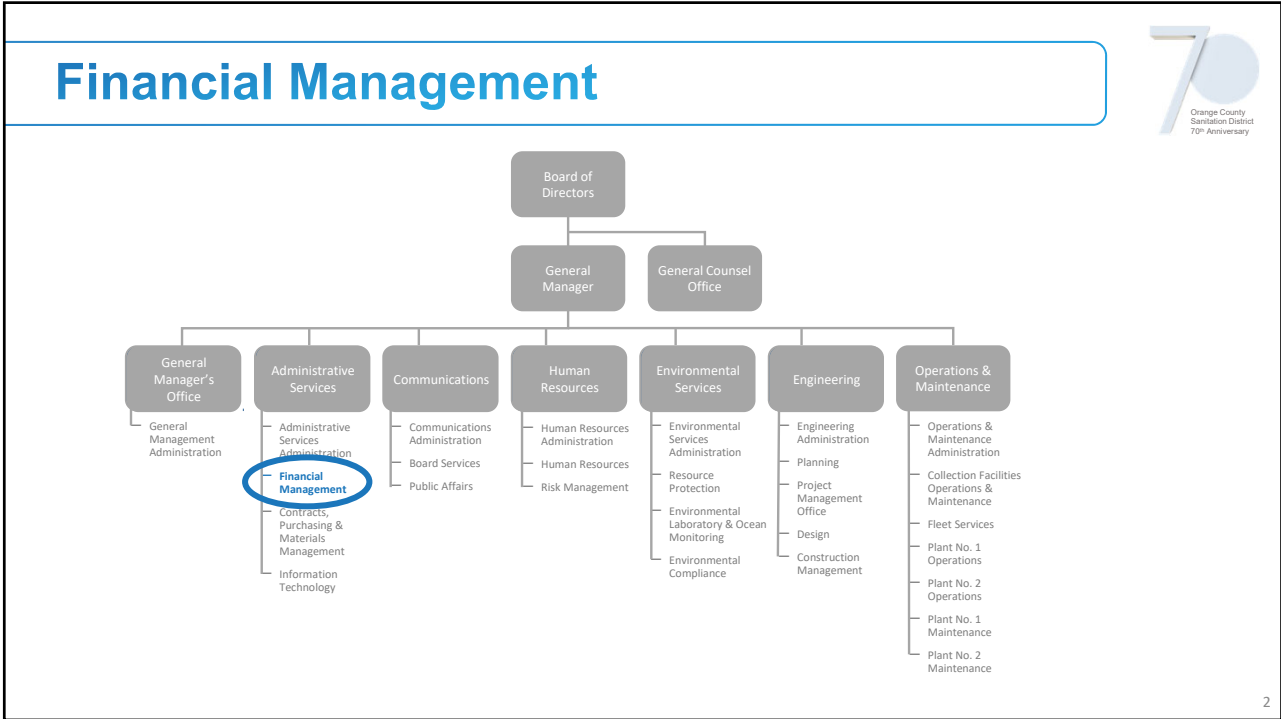 Financial Management
70
Orange County
Sanitation District
70th Anniversary
Board of
Directors
General
Manager
General Counsel
Office
General
Manager's
Office
Administrative
Services
Communications
Human
Resources
Environmental
Services
Engineering
Operations &
Maintenance
General
Management
Administration
Administrative
Services
Administration
Financial
Management
Contracts,
Purchasing &
Materials
Management
Information
Technology
Communications
Administration
Board Services
Public Affairs
Human Resources
Administration
Human Resources
Risk Management
Environmental
Services
Administration
Resource
Protection
Environmental
Laboratory & Ocean
Monitoring
Environmental
Compliance
Engineering
Administration
Planning
Project
Management
Office
Design
Construction
Management
Operations &
Maintenance
Administration
Collection Facilities
Operations &
Maintenance
Fleet Services
Plant No. 1
Operations
Plant No. 2
Operations
Plant No. 1
Maintenance
Plant No. 2
Maintenance
2